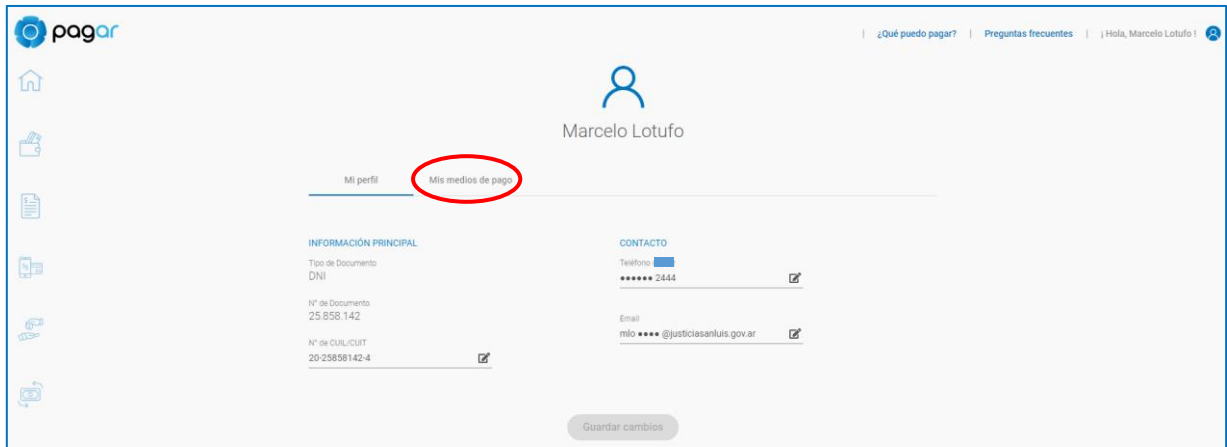 pagar
| ¿Qué puedo pagar? | Preguntas frecuentes | ¡ Hola, Marcelo Lotufo !
Marcelo Lotufo
Mi perfil Mis medios de pago
INFORMACIÓN PRINCIPAL
Tipo de Documento
DNI
N° de Documento
25.858.142
N° de CUIL/CUIT
20-25858142-4
CONTACTO
Teléfono
•••••• 2444
Email
mlo •••• @justiciasanluis.gov.ar
Guardar cambios